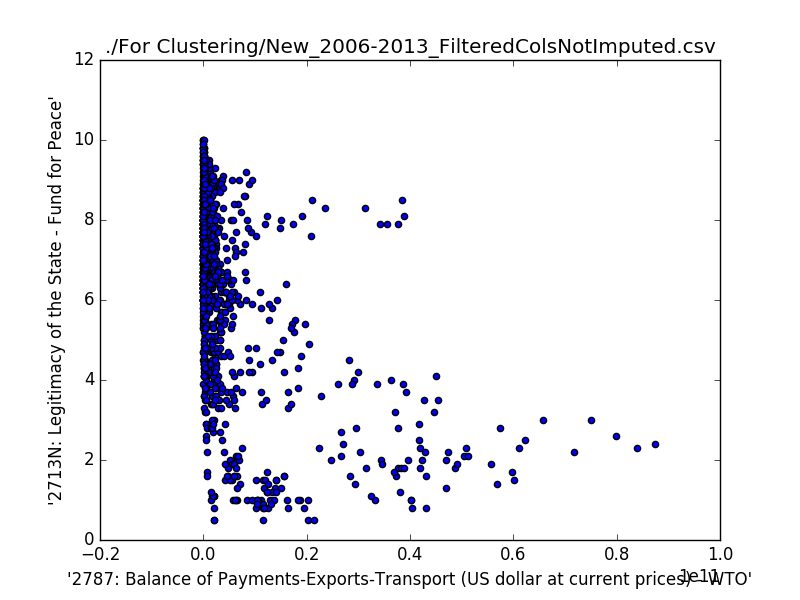 ./For Clustering/New_2006-2013_FilteredColsNotImputed.csv
12
10
8
6
4
2
0
'2713N: Legitimacy of the State - Fund for Peace'
−0.2 0.0 0.2 0.4 0.6 0.8 1.0
1e11
'2787: Balance of Payments-Exports-Transport (US dollar at current prices) - WTO'